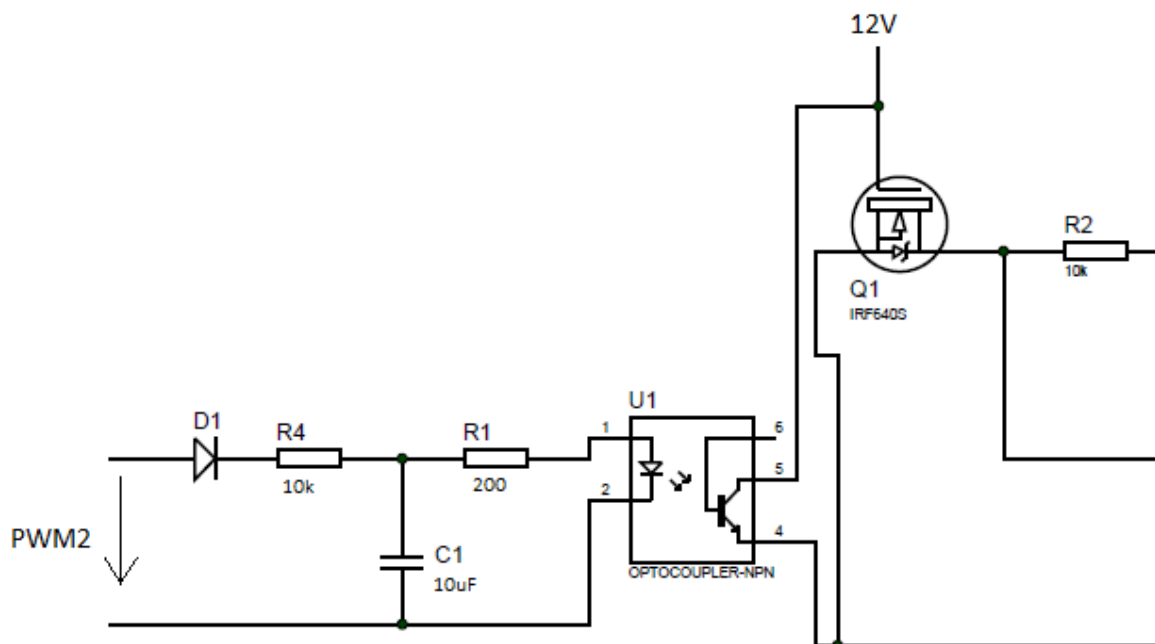 12V
R2
10k
Q1
IRF640S
U1
D1
R4
R1
1
6
10k
200
5
2
4
PWM2
C1
10uF
OPTOCOUPLER-NPN